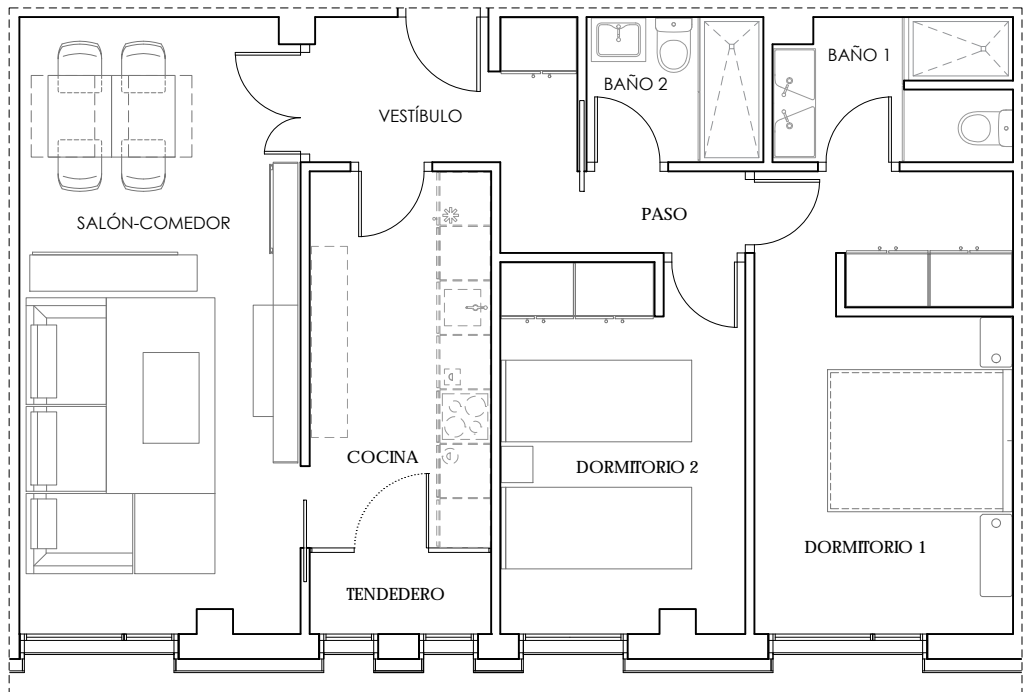 BAÑO 1
BAÑO 2
VESTÍBULO
PASO
SALÓN-COMEDOR
COCINA
DORMITORIO 2
DORMITORIO 1
TENDEDERO